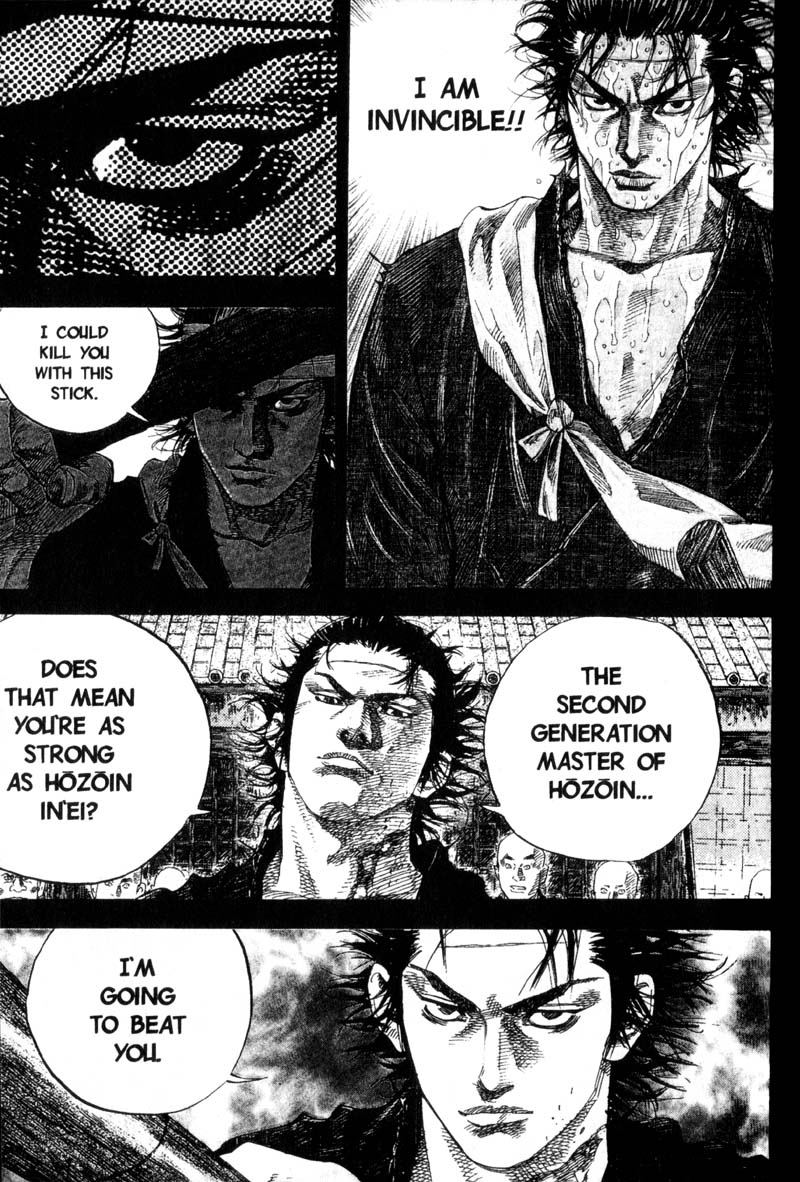 I AM
INVINCIBLE!!
I COULD
KILL YOU
WITH THIS
STICK.
THE
SECOND
GENERATION
MASTER OF
HŌZŌIN...
DOES
THAT MEAN
YOU'RE AS
STRONG
AS HŌZŌIN
IN'EI?
I'M
GOING
TO BEAT
YOU.